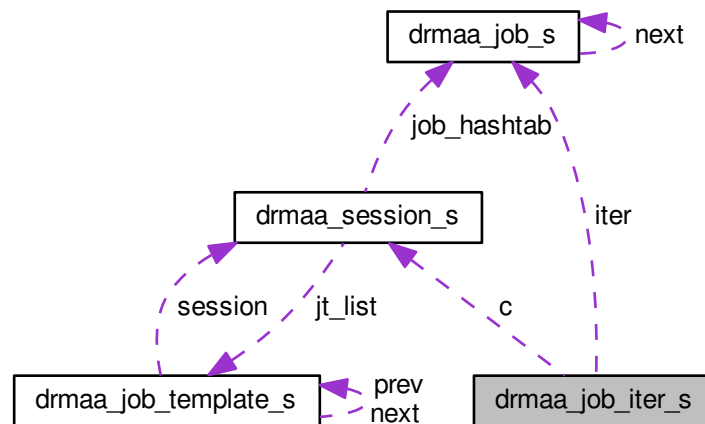 drmaa_job_s
next
job_hashtab
drmaa_session_s
iter
session
jt_list
c
drmaa_job_template_s
prev
next
drmaa_job_iter_s